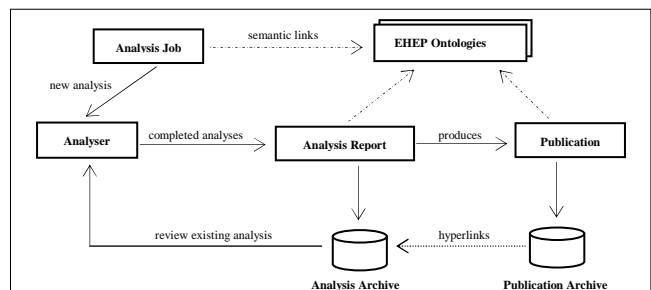 Analysis Job
semantic links
EHEP Ontologies
new analysis
Analyser
completed analyses
Analysis Report
produces
Publication
review existing analysis
hyperlinks
Analysis Archive
Publication Archive